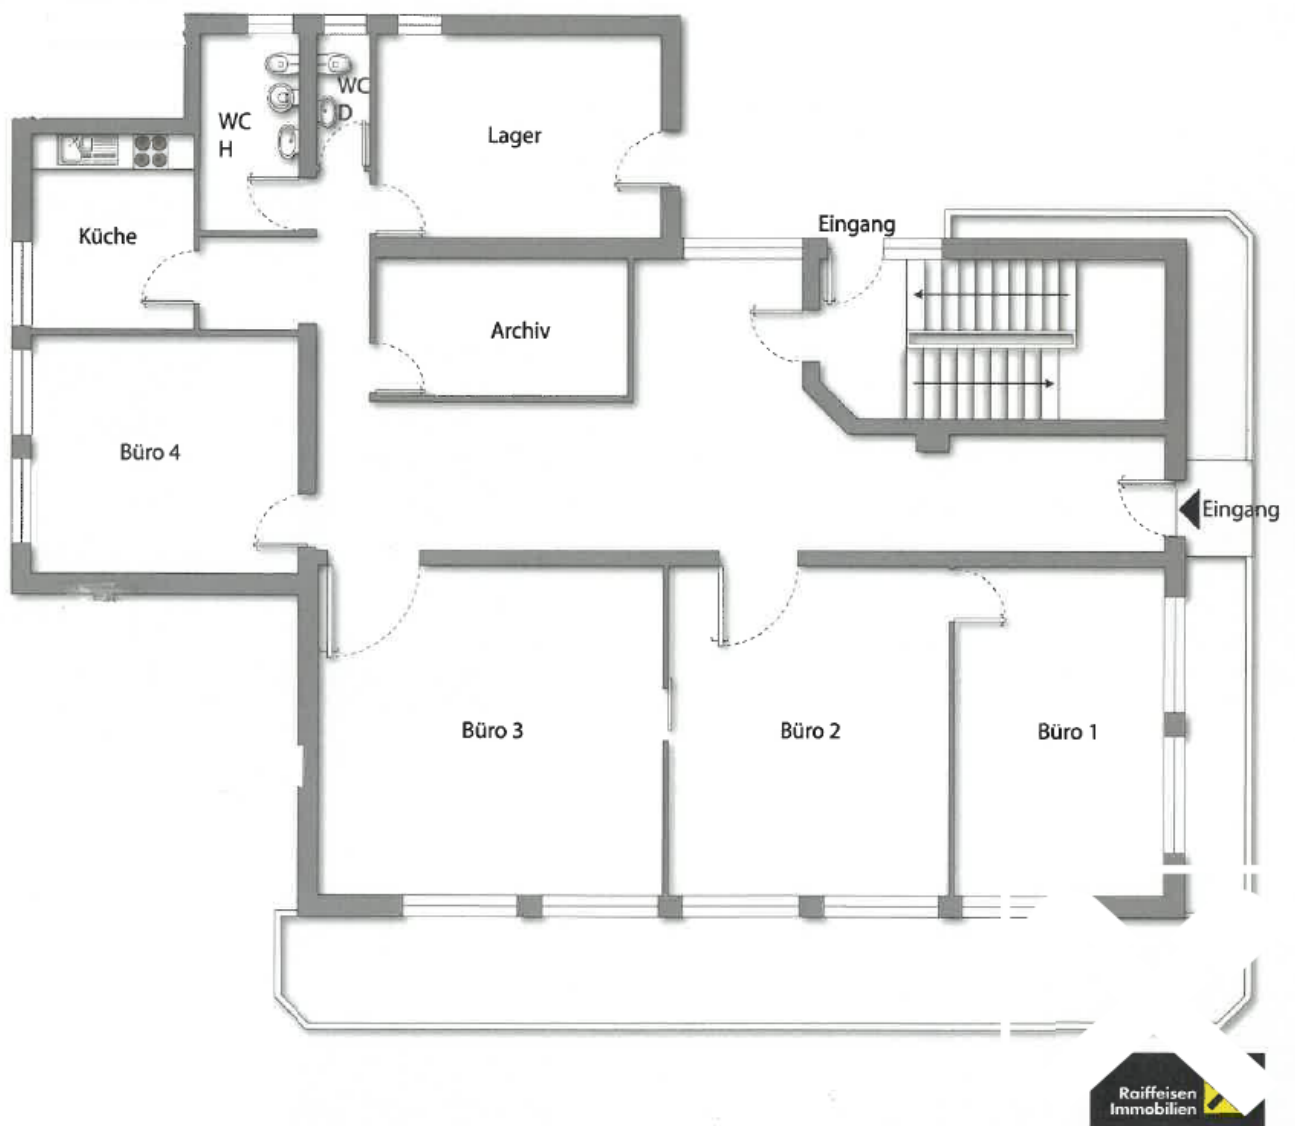 WC
D
WC
H
Lager
Küche
Eingang
Archiv
Büro 4
Eingang
Büro 3
Büro 2
Büro 1
Raiffeisen
Immobilien